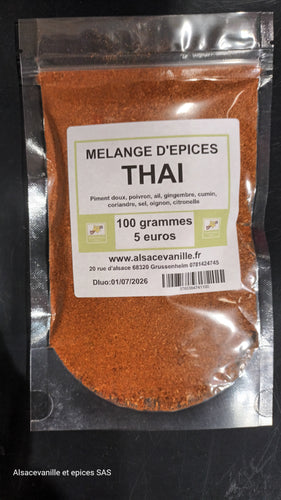 MELANGE D'EPICES
THAI
Piment doux, poivron, ail, gingembre, cumin,
coriandre, sel, oignon, citronelle
100 grammes
5 euros
www.alsacevanille.fr
20 rue d'alsace 68320 Grussenheim 0781424745
Dluo:01/07/2026
Alsacevanille et epices SAS